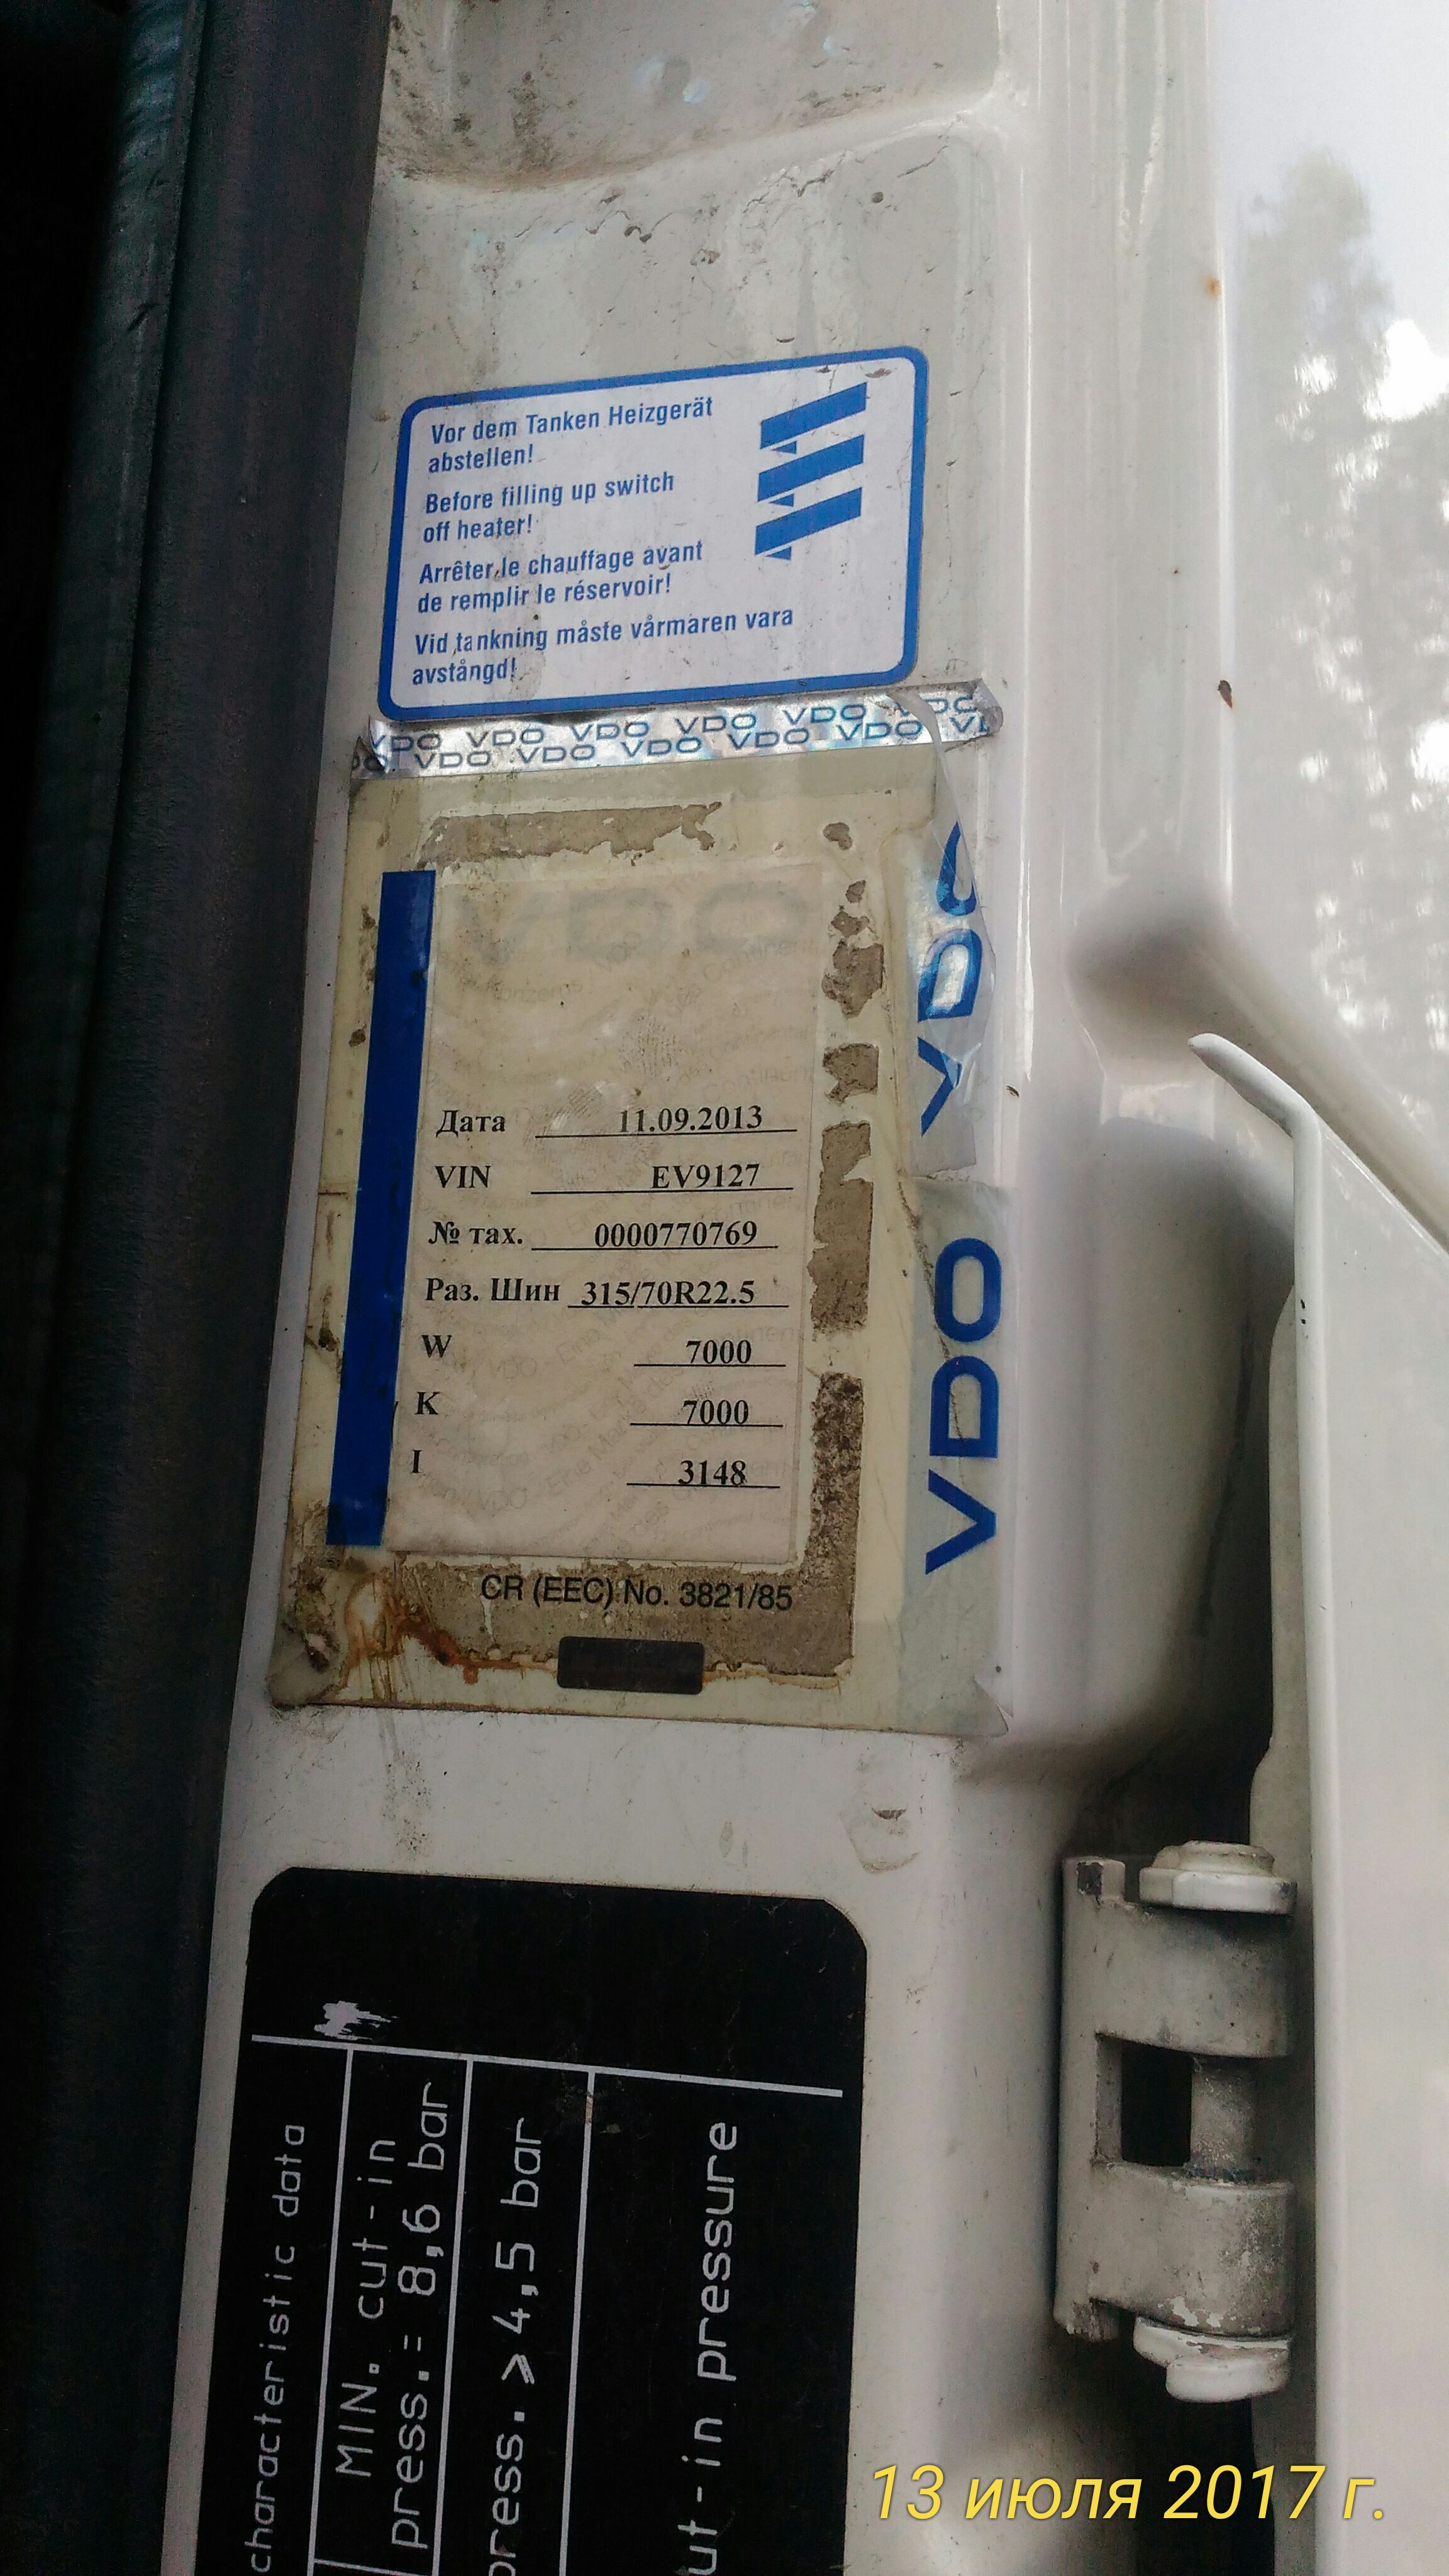 Vor dem Tanken Heizgerät
abstellen!
Before filling up switch
off heater!
Arrêter le chauffage avant
de remplir le réservoir!
Vid tankning måste vårmaren vara
avstångd!
VDO VDO VDO VDO VDO VDO
VDO VDO VDO VDO VDO
VDO
Дата 11.09.2013
VIN EV9127
№ тах. 0000770769
Раз. Шин 315/70R22.5
W 7000
K 7000
I 3148
CR (EEC) No. 3821/85
VDO
VDO
characteristic data
MIN. cut-in
press.= 8,6 bar
press. ⩾ 4,5 bar
ut-in pressure
13 июля 2017 г.